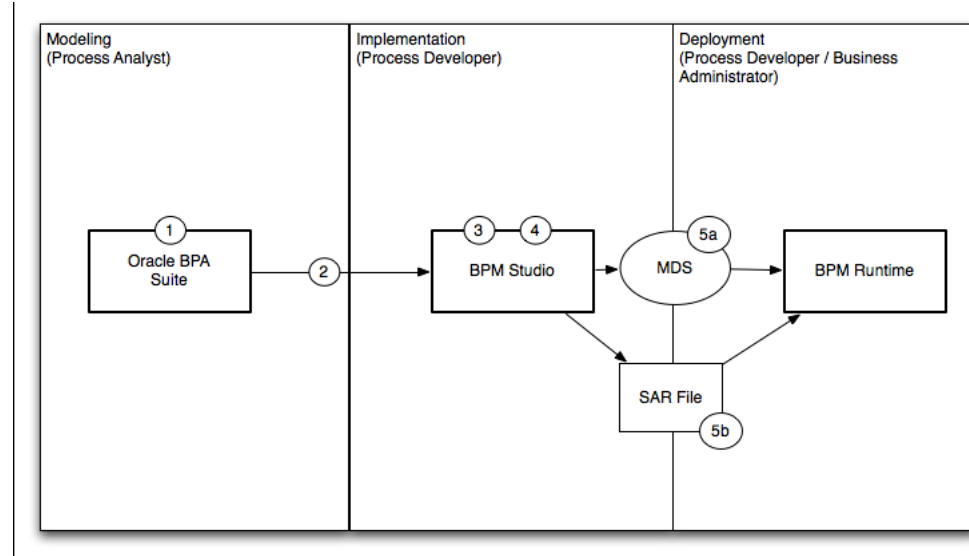 Modeling
(Process Analyst)
Implementation
(Process Developer)
Deployment
(Process Developer / Business
Administrator)
1
Oracle BPA
Suite
2
3
4
BPM Studio
5a
MDS
BPM Runtime
SAR File
5b